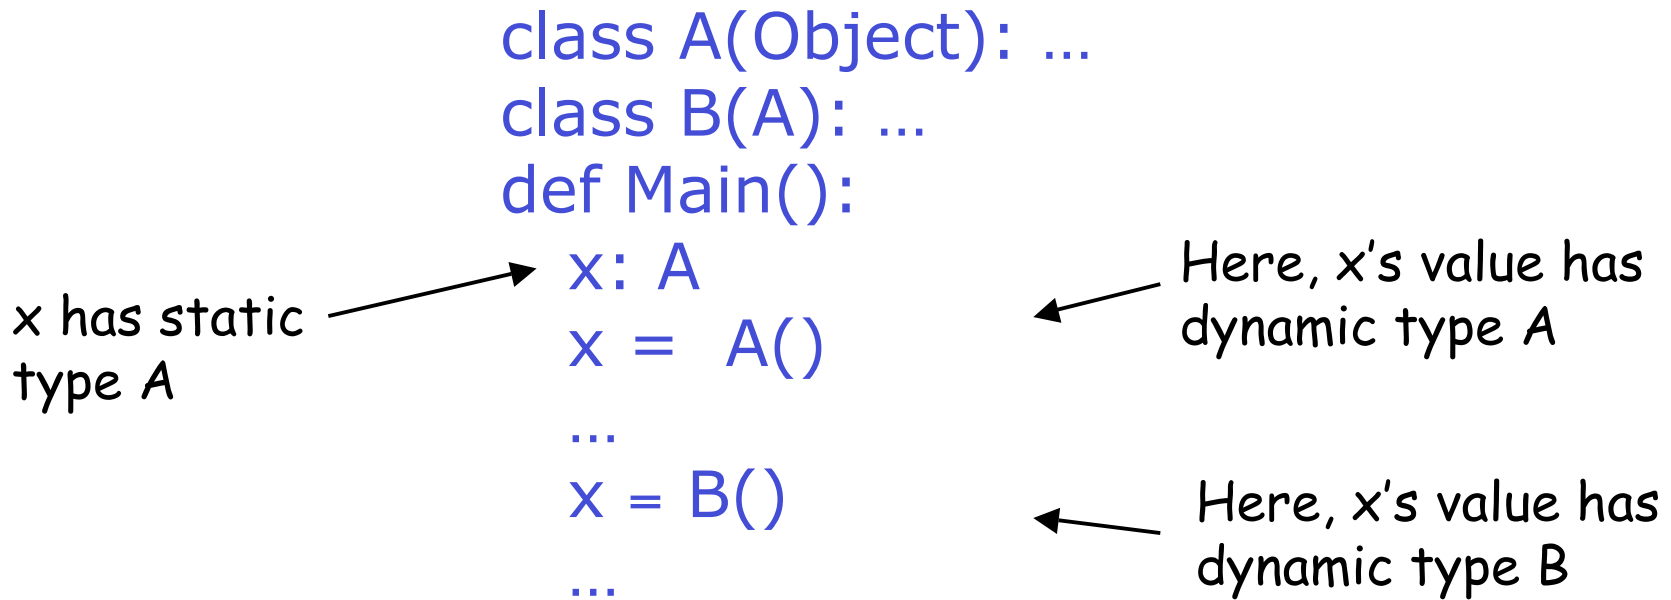 class A(Object): …
class B(A): …
def Main():
x: A
x =  A()
…
x = B()
…
x has static
type A
Here, x’s value has
dynamic type A
Here, x’s value has
dynamic type B